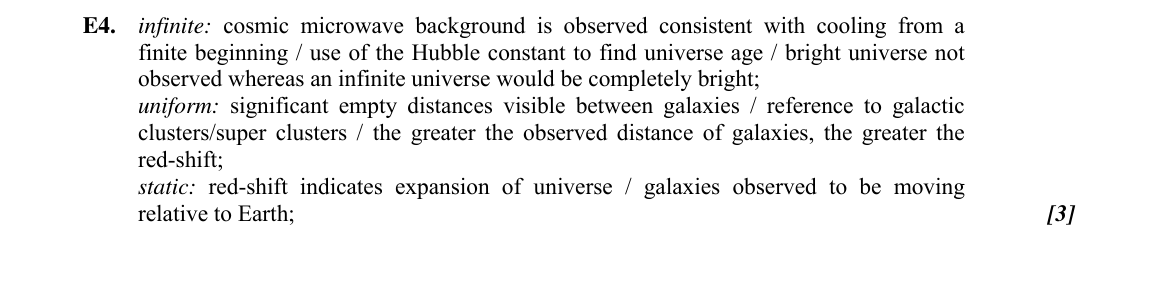 E4. infinite: cosmic microwave background is observed consistent with cooling from a
finite beginning / use of the Hubble constant to find universe age / bright universe not
observed whereas an infinite universe would be completely bright;
uniform: significant empty distances visible between galaxies / reference to galactic
clusters/super clusters / the greater the observed distance of galaxies, the greater the
red-shift;
static: red-shift indicates expansion of universe / galaxies observed to be moving
relative to Earth; [3]